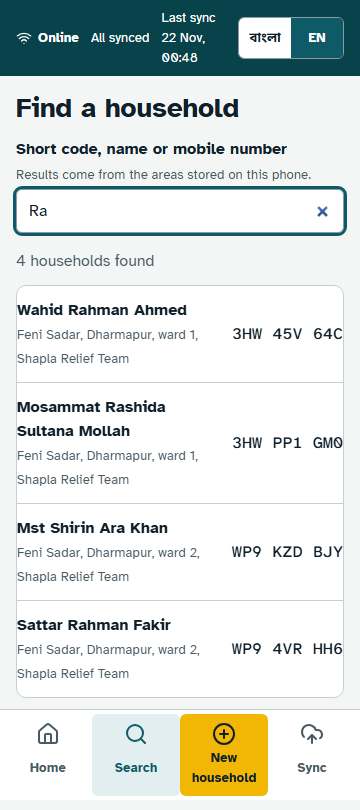 Online All synced Last sync 22 Nov, 00:48 বাংলা EN
Find a household
Short code, name or mobile number
Results come from the areas stored on this phone.
Ra
4 households found
Wahid Rahman Ahmed
Feni Sadar, Dharmapur, ward 1,
Shapla Relief Team
3HW 45V 64C
Mosammat Rashida
Sultana Mollah
Feni Sadar, Dharmapur, ward 1,
Shapla Relief Team
3HW PP1 GM0
Mst Shirin Ara Khan
Feni Sadar, Dharmapur, ward 2,
Shapla Relief Team
WP9 KZD BJY
Sattar Rahman Fakir
Feni Sadar, Dharmapur, ward 2,
Shapla Relief Team
WP9 4VR HH6
Home
Search
New
household
Sync